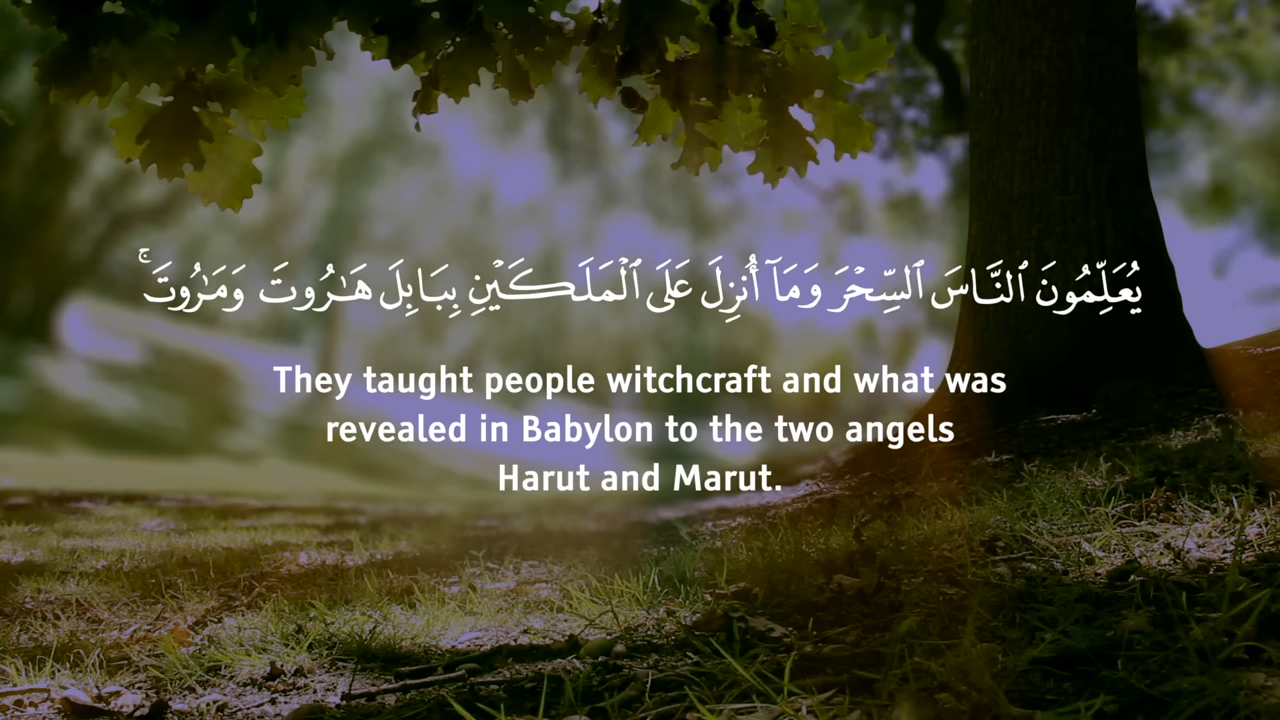 يُعَلِّمُونَ ٱلنَّاسَ ٱلسِّحْرَ وَمَآ أُنزِلَ عَلَى ٱلْمَلَكَيْنِ بِبَابِلَ هَـٰرُوتَ وَمَـٰرُوتَ ۚ
They taught people witchcraft and what was
revealed in Babylon to the two angels
Harut and Marut.